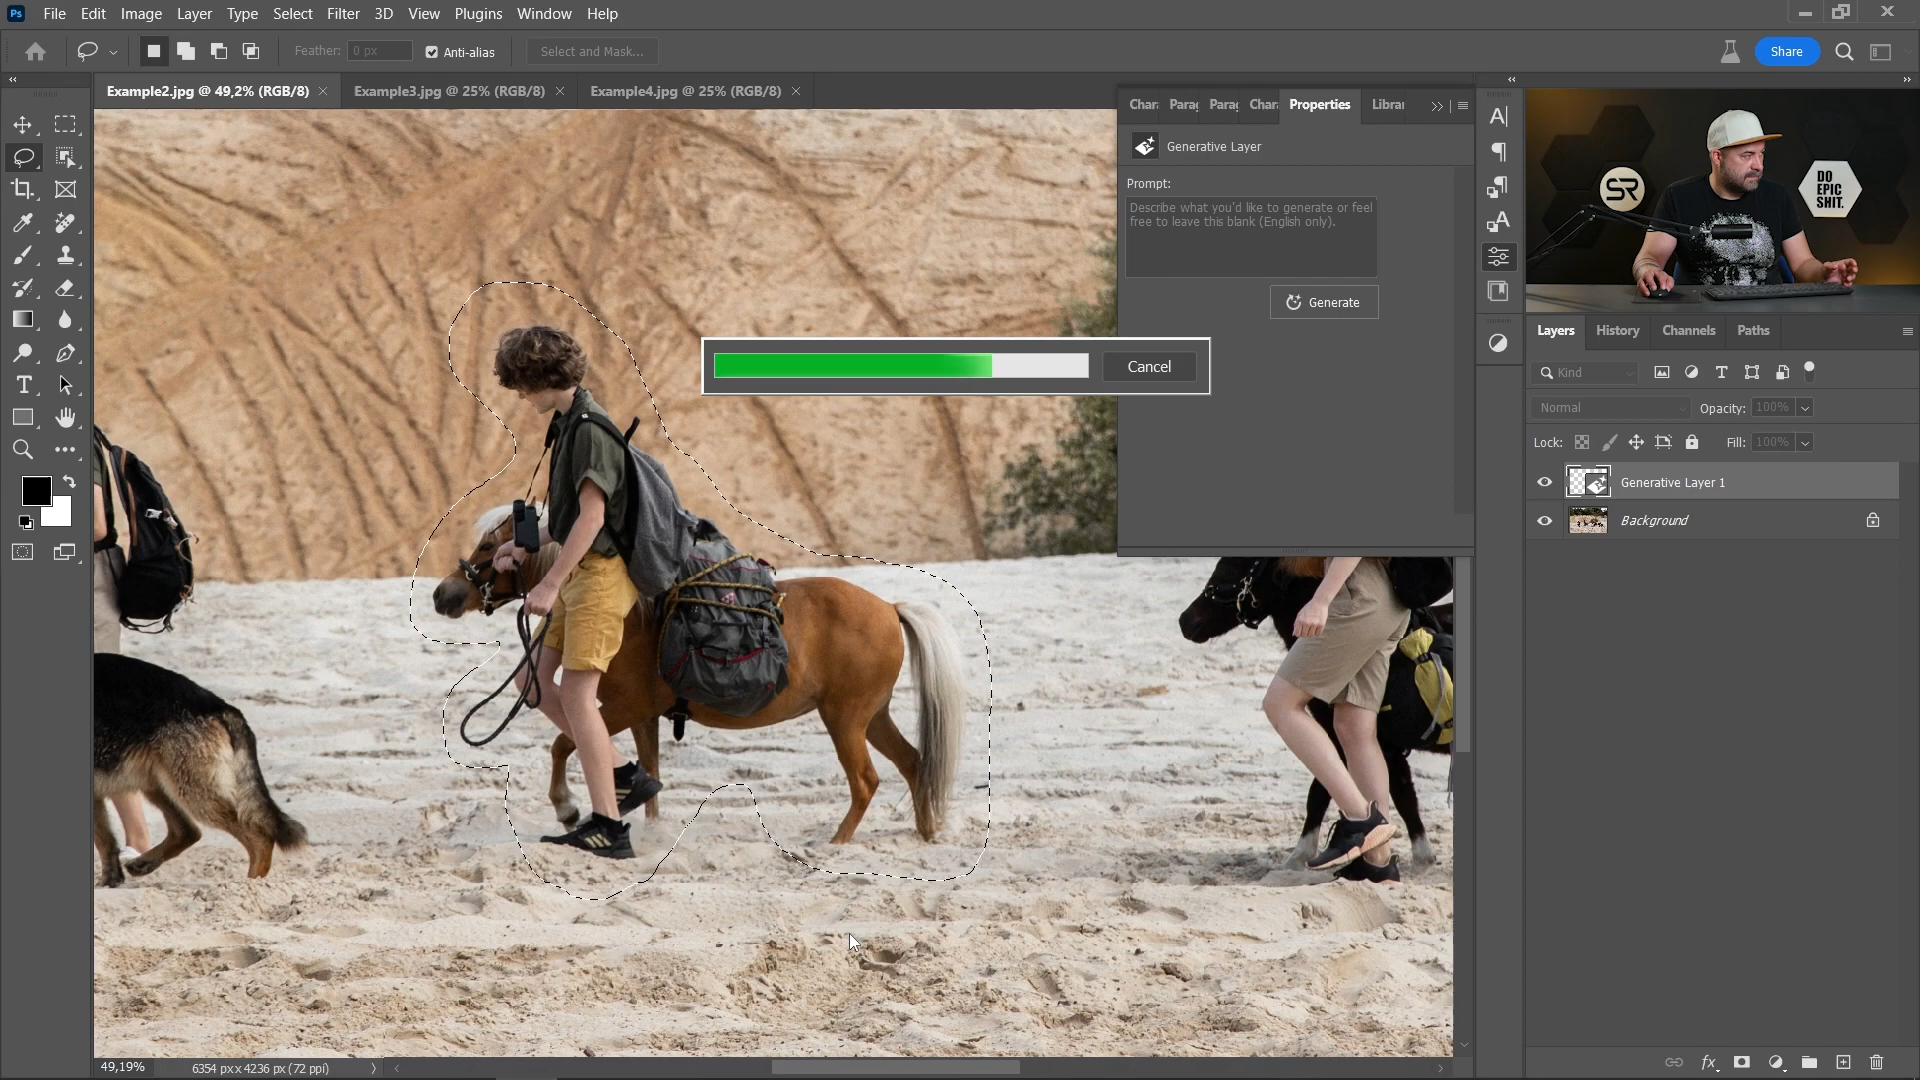 Ps File Edit Image Layer Type Select Filter 3D View Plugins Window Help
Feather: 0 px Anti-alias Select and Mask... Share
Example2.jpg @ 49,2% (RGB/8) Example3.jpg @ 25% (RGB/8) Example4.jpg @ 25% (RGB/8)
Char Parag Parag Chara Properties Librar
Generative Layer
Prompt:
Describe what you'd like to generate or feel
free to leave this blank (English only).
Generate
Cancel
SR
DO
EPIC
SHIT.
Layers History Channels Paths
Kind
Normal Opacity: 100%
Lock: Fill: 100%
Generative Layer 1
Background
49,19% 6354 px x 4236 px (72 ppi)